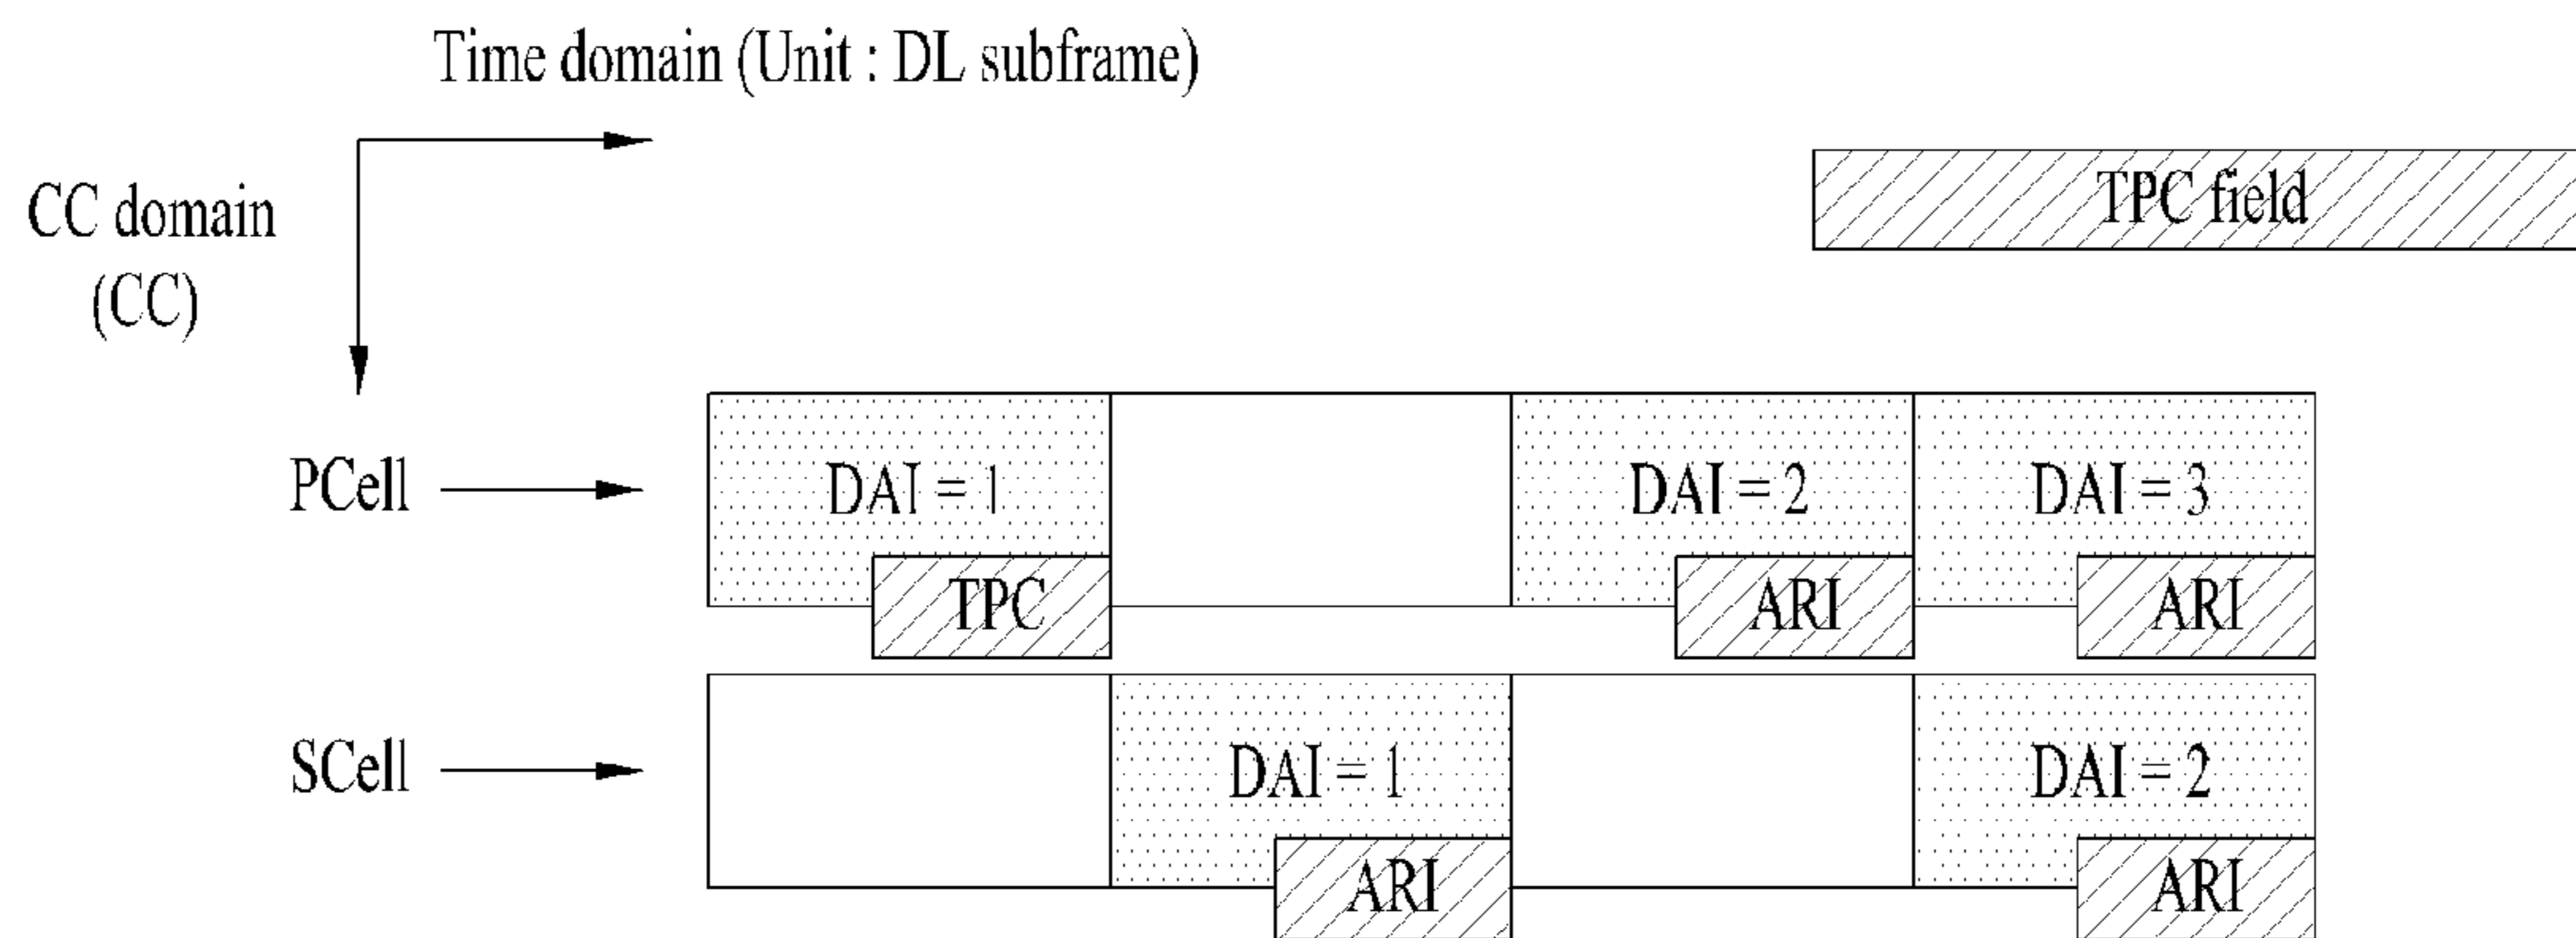 Time domain (Unit : DL subframe)
CC domain
(CC)
TPC field
PCell
DAI = 1
DAI = 2
DAI = 3
TPC
ARI
ARI
SCell
DAI = 1
DAI = 2
ARI
ARI